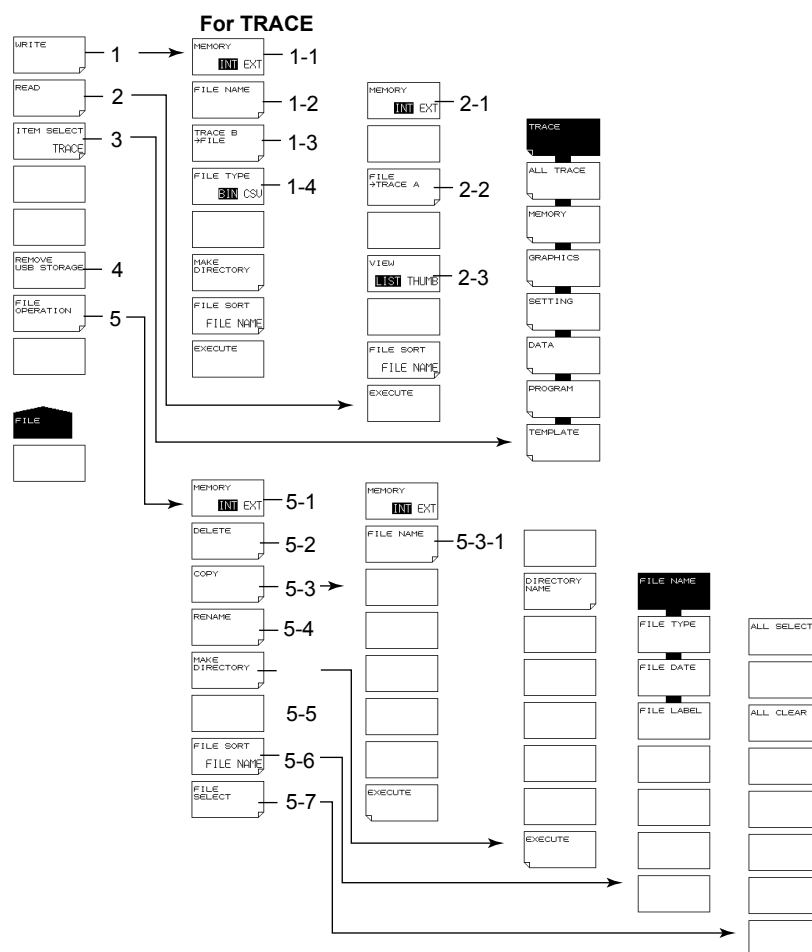 For TRACE
WRITE
1
READ
2
ITEM SELECT
TRACE
3
REMOVE
USB STORAGE
4
FILE
OPERATION
5
FILE
MEMORY
INT EXT
1-1
FILE NAME
1-2
TRACE B
→FILE
1-3
FILE TYPE
BIN CSV
1-4
MAKE
DIRECTORY
FILE SORT
FILE NAME
EXECUTE
MEMORY
INT EXT
2-1
FILE
→TRACE A
2-2
VIEW
LIST THUMB
2-3
FILE SORT
FILE NAME
EXECUTE
TRACE
ALL TRACE
MEMORY
GRAPHICS
SETTING
DATA
PROGRAM
TEMPLATE
MEMORY
INT EXT
5-1
DELETE
5-2
COPY
5-3
RENAME
5-4
MAKE
DIRECTORY
5-5
FILE SORT
FILE NAME
5-6
FILE
SELECT
5-7
MEMORY
INT EXT
FILE NAME
5-3-1
EXECUTE
DIRECTORY
NAME
EXECUTE
FILE NAME
FILE TYPE
FILE DATE
FILE LABEL
ALL SELECT
ALL CLEAR